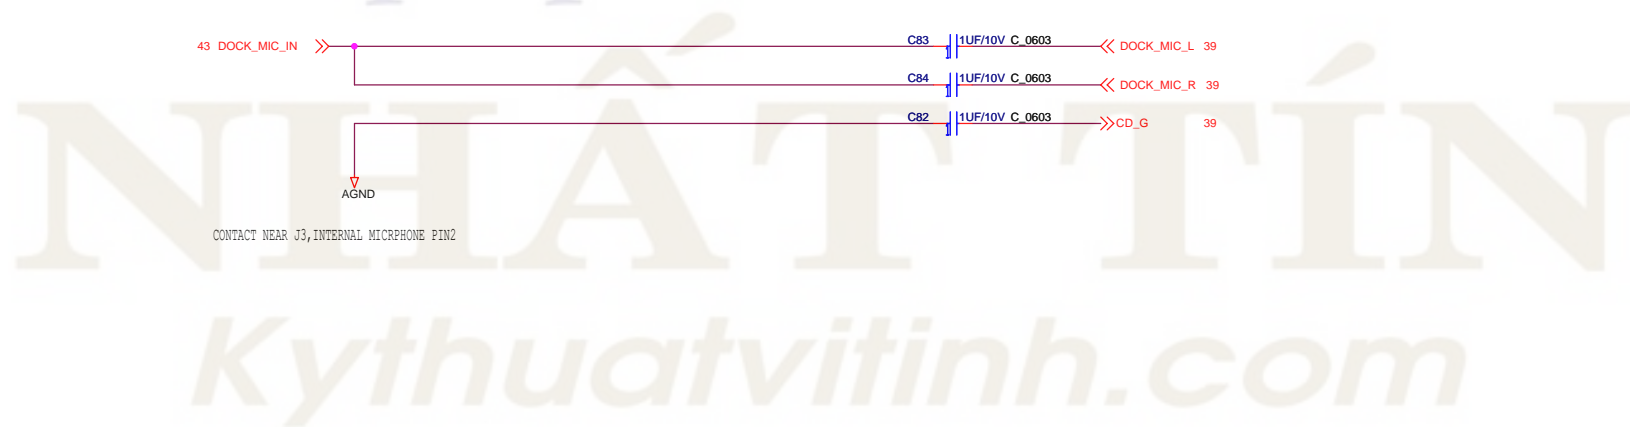 43 DOCK_MIC_IN C83 1UF/10V C_0603 DOCK_MIC_L 39
C84 1UF/10V C_0603 DOCK_MIC_R 39
C82 1UF/10V C_0603 CD_G 39
AGND
CONTACT NEAR J3,INTERNAL MICRPHONE PIN2
NHẤT TÍN
Kythuatvitinh.com